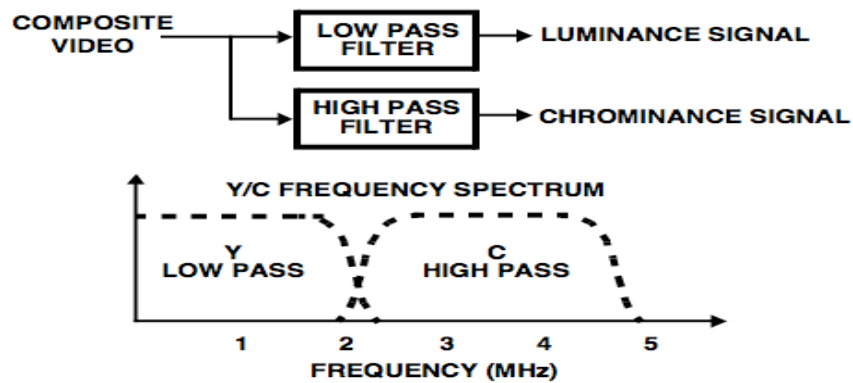 COMPOSITE
VIDEO
LOW PASS
FILTER
LUMINANCE SIGNAL
HIGH PASS
FILTER
CHROMINANCE SIGNAL
Y/C FREQUENCY SPECTRUM
Y
LOW PASS
C
HIGH PASS
1 2 3 4 5
FREQUENCY (MHz)